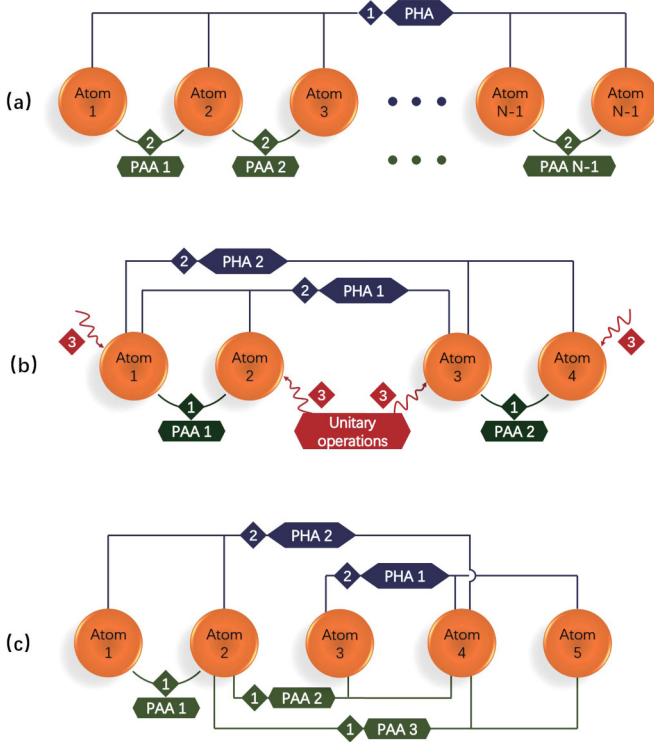 1 PHA
Atom 1
Atom 2
Atom 3
Atom N-1
Atom N-1
(a)
2
2
2
PAA 1
PAA 2
PAA N-1
2 PHA 2
2 PHA 1
3
3
(b)
Atom 1
Atom 2
Atom 3
Atom 4
1
3
3
1
PAA 1
Unitary
operations
PAA 2
2 PHA 2
2 PHA 1
(c)
Atom 1
Atom 2
Atom 3
Atom 4
Atom 5
1
PAA 1
1 PAA 2
1 PAA 3